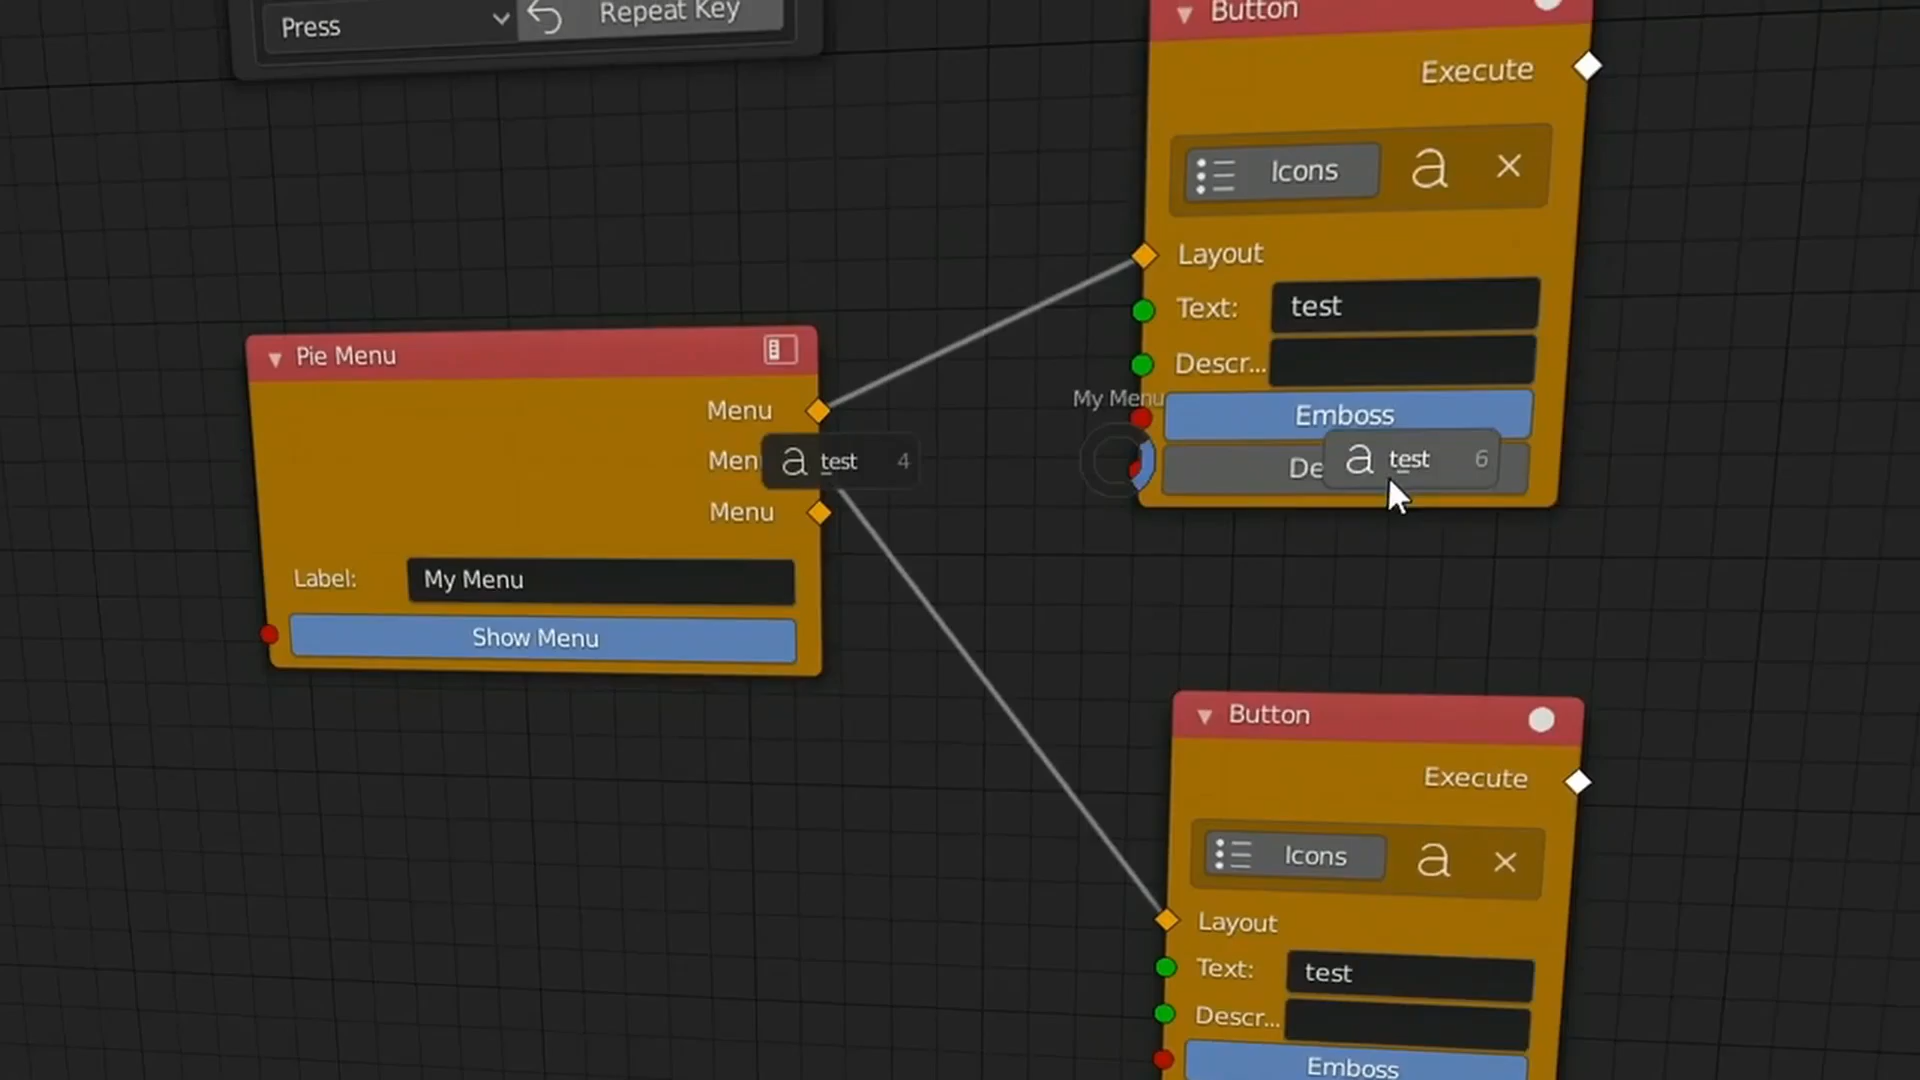 Press
Repeat Key
Button
Execute
Icons
a
Layout
Text:
test
Descr...
My Menu
Emboss
De
a test 6
Pie Menu
Menu
Men
a test 4
Menu
Label:
My Menu
Show Menu
Button
Execute
Icons
a
Layout
Text:
test
Descr...
Emboss